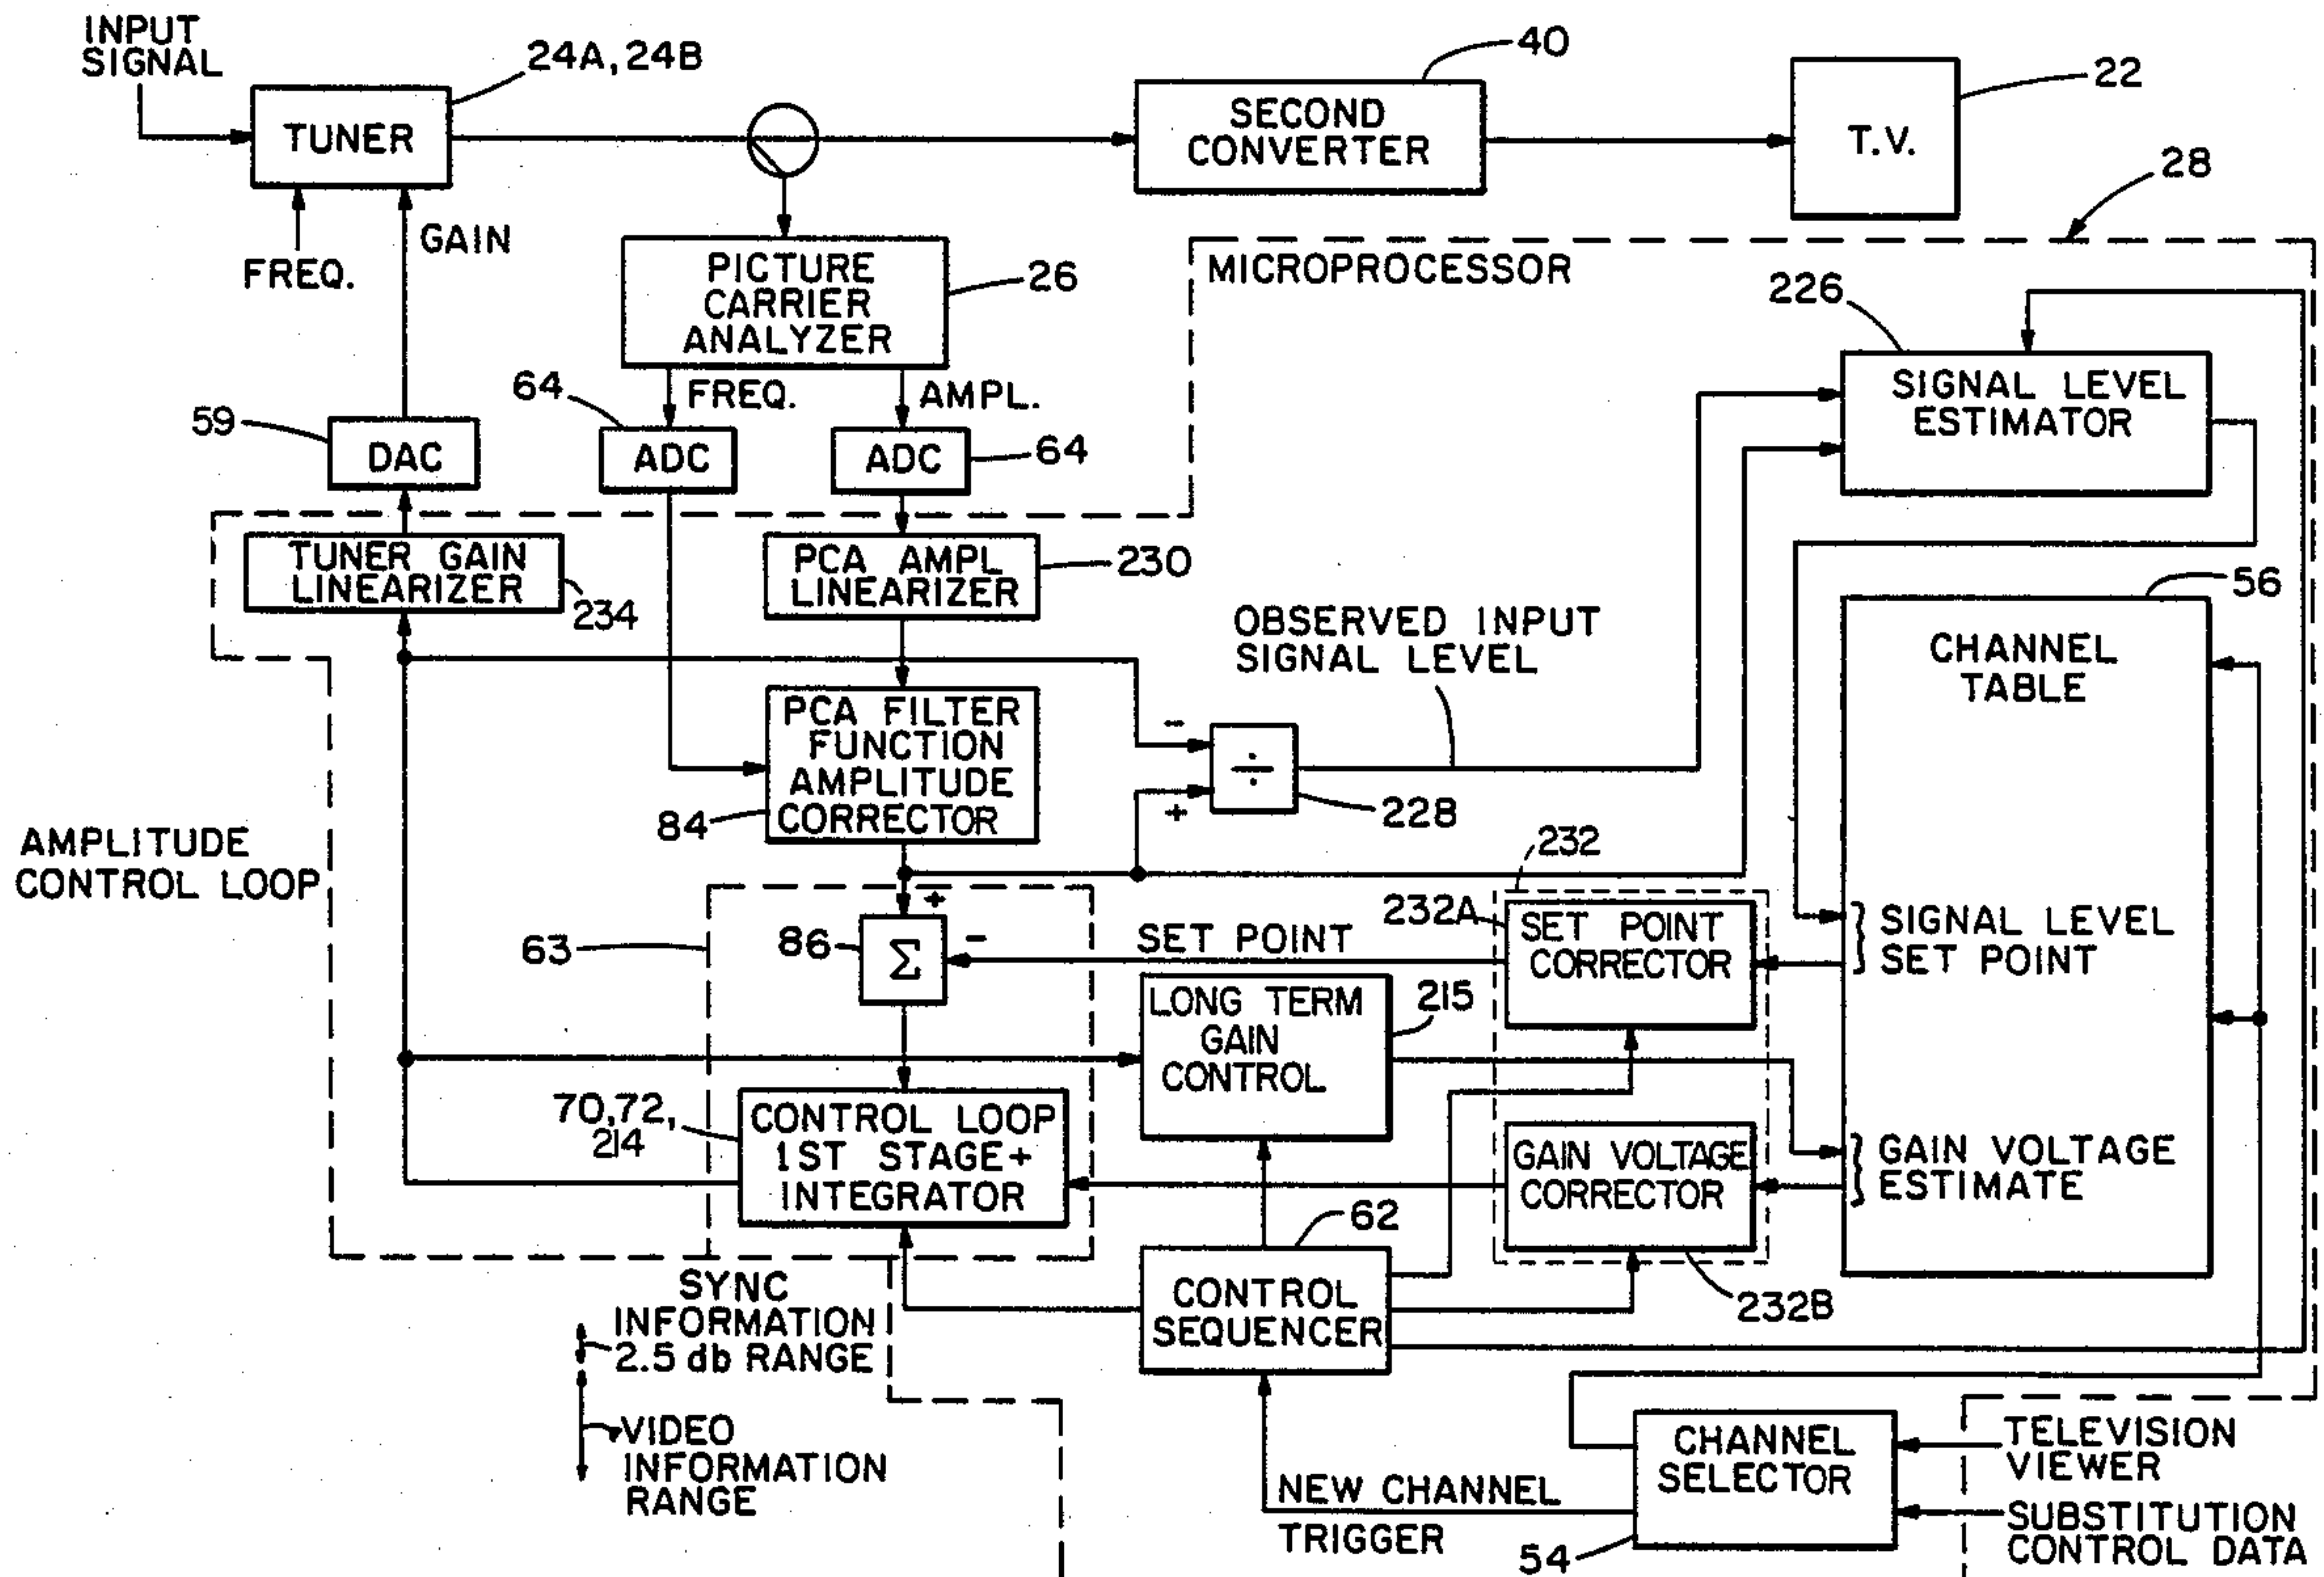 INPUT
SIGNAL
24A, 24B
TUNER
40
SECOND
CONVERTER
22
T.V.
28
GAIN
FREQ.
PICTURE
CARRIER
ANALYZER
26
MICROPROCESSOR
226
SIGNAL LEVEL
ESTIMATOR
64
FREQ.
AMPL.
59
DAC
ADC
ADC
64
TUNER GAIN
LINEARIZER
234
PCA AMPL
LINEARIZER
230
56
OBSERVED INPUT
SIGNAL LEVEL
CHANNEL
TABLE
PCA FILTER
FUNCTION
AMPLITUDE
CORRECTOR
84
-
÷
+
228
AMPLITUDE
CONTROL LOOP
232
232A
+
63
86
Σ
-
SET POINT
SET POINT
CORRECTOR
SIGNAL LEVEL
SET POINT
LONG TERM
GAIN
CONTROL
215
70,72,
214
CONTROL LOOP
1ST STAGE+
INTEGRATOR
GAIN VOLTAGE
CORRECTOR
GAIN VOLTAGE
ESTIMATE
62
232B
SYNC
INFORMATION
2.5 db RANGE
CONTROL
SEQUENCER
VIDEO
INFORMATION
RANGE
NEW CHANNEL
TRIGGER
CHANNEL
SELECTOR
54
TELEVISION
VIEWER
SUBSTITUTION
CONTROL DATA